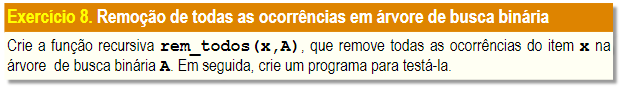 Exercício 8. Remoção de todas as ocorrências em árvore de busca binária
Crie a função recursiva rem_todos(x,A), que remove todas as ocorrências do item x na
árvore de busca binária A. Em seguida, crie um programa para testá-la.